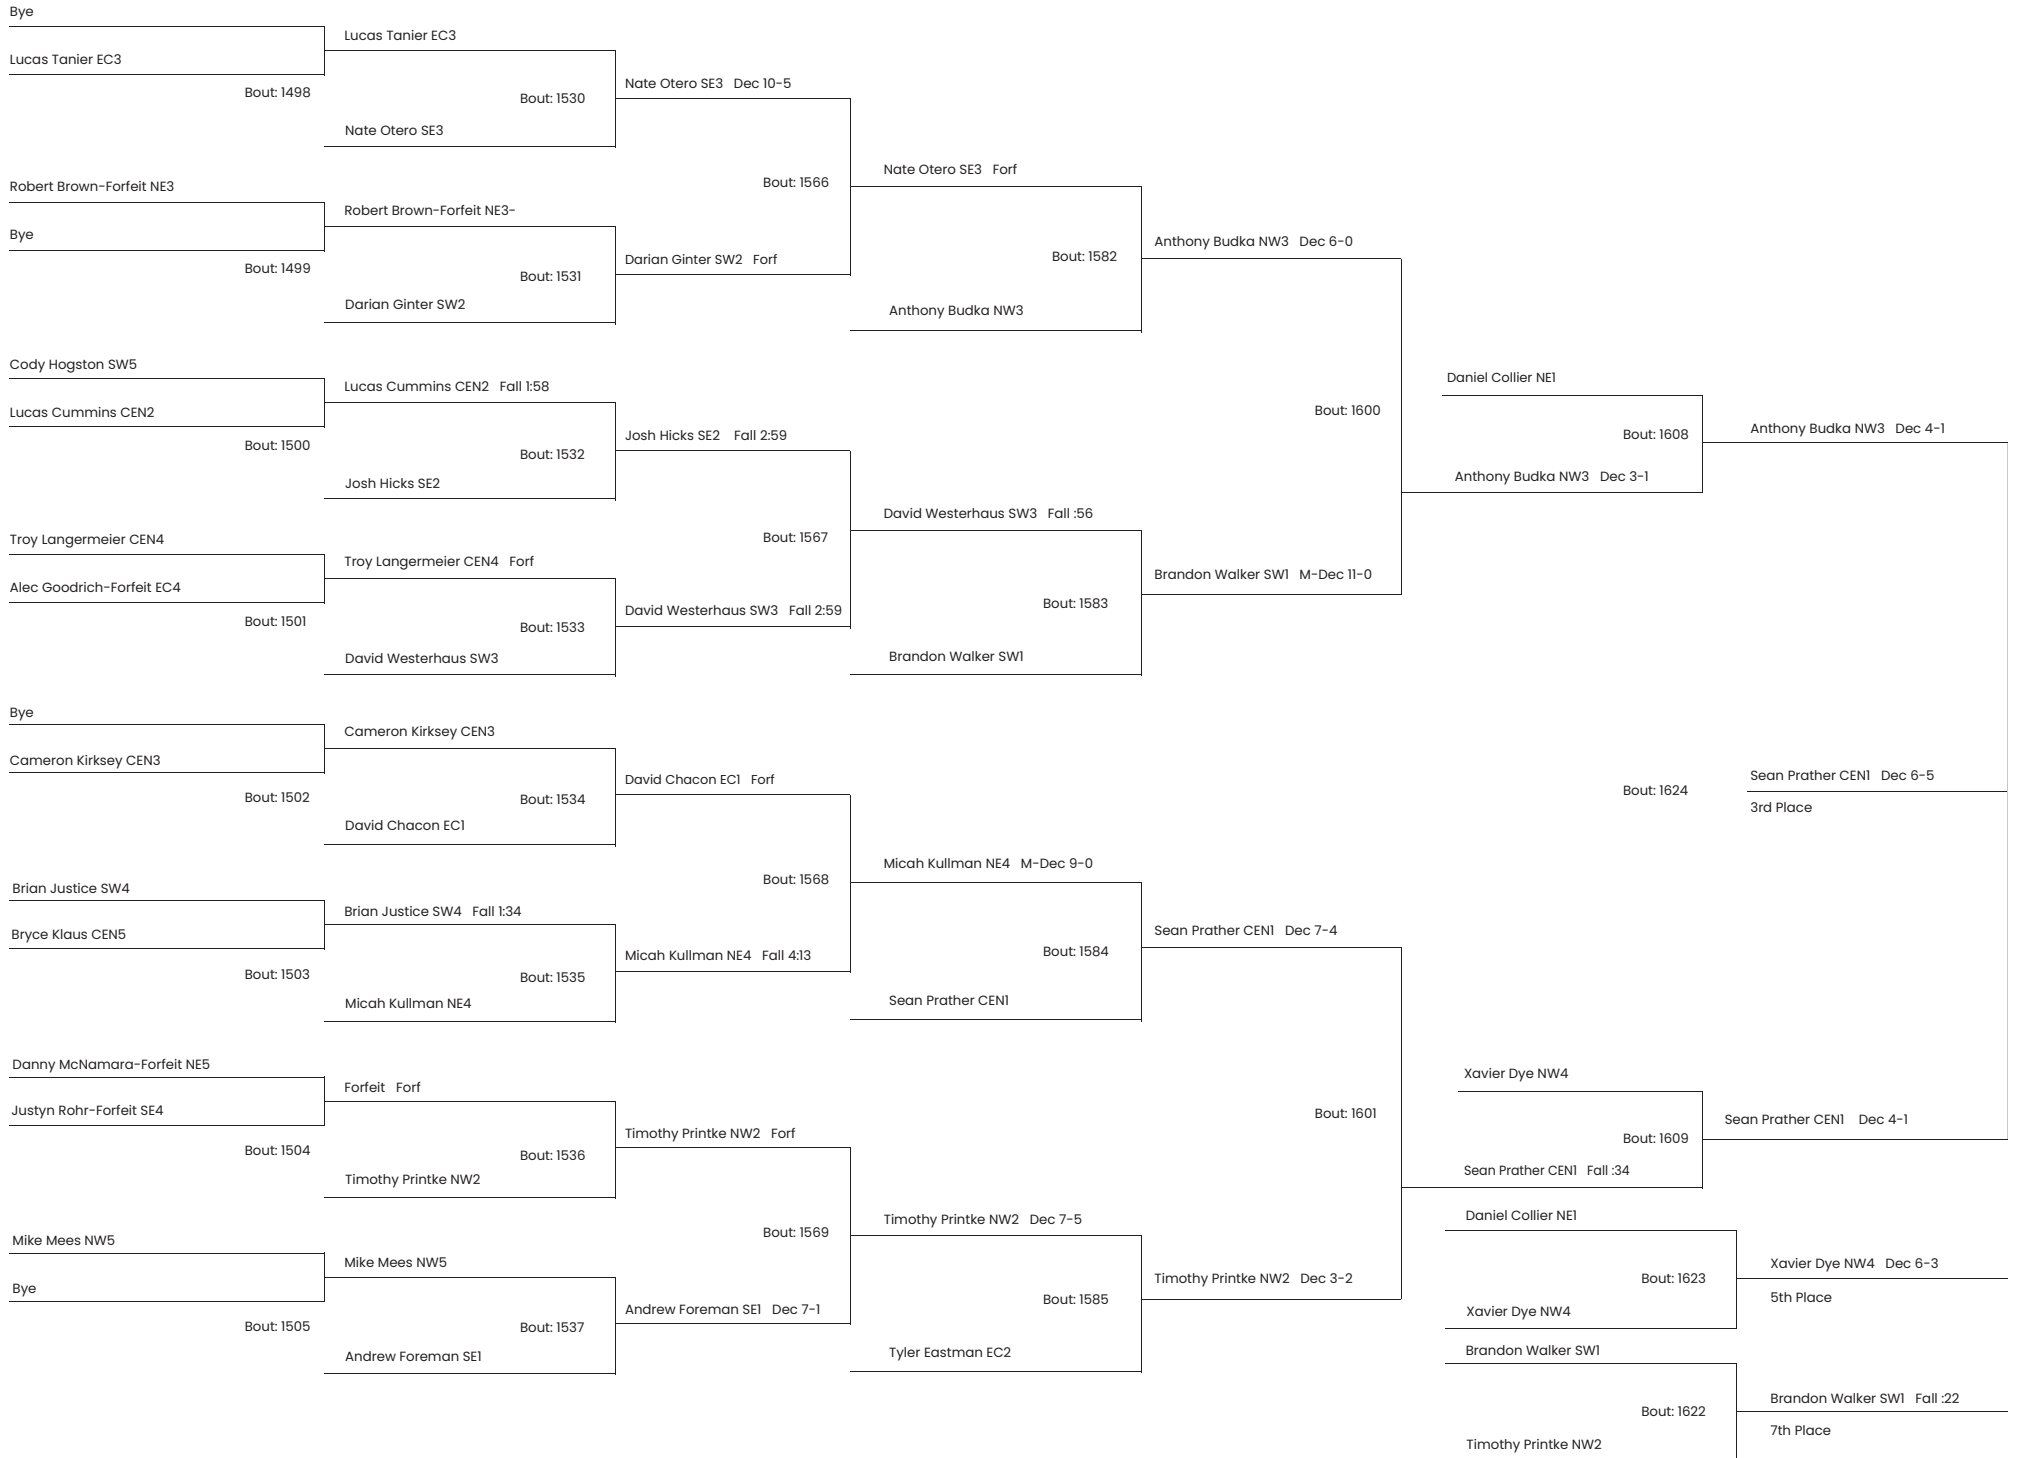 Bye
Lucas Tanier EC3
Bout: 1498
Lucas Tanier EC3
Bout: 1530
Nate Otero SE3
Nate Otero SE3 Dec 10-5
Robert Brown-Forfeit NE3
Bye
Bout: 1499
Robert Brown-Forfeit NE3-
Bout: 1531
Darian Ginter SW2
Darian Ginter SW2 Forf
Bout: 1566
Nate Otero SE3 Forf
Bout: 1582
Anthony Budka NW3
Anthony Budka NW3 Dec 6-0
Cody Hogston SW5
Lucas Cummins CEN2
Bout: 1500
Lucas Cummins CEN2 Fall 1:58
Bout: 1532
Josh Hicks SE2
Josh Hicks SE2 Fall 2:59
Troy Langermeier CEN4
Alec Goodrich-Forfeit EC4
Bout: 1501
Troy Langermeier CEN4 Forf
Bout: 1533
David Westerhaus SW3
David Westerhaus SW3 Fall 2:59
Bout: 1567
David Westerhaus SW3 Fall :56
Bout: 1583
Brandon Walker SW1
Brandon Walker SW1 M-Dec 11-0
Bout: 1600
Daniel Collier NE1
Bout: 1608
Anthony Budka NW3 Dec 3-1
Anthony Budka NW3 Dec 4-1
Bye
Cameron Kirksey CEN3
Bout: 1502
Cameron Kirksey CEN3
Bout: 1534
David Chacon EC1
David Chacon EC1 Forf
Brian Justice SW4
Bryce Klaus CEN5
Bout: 1503
Brian Justice SW4 Fall 1:34
Bout: 1535
Micah Kullman NE4
Micah Kullman NE4 Fall 4:13
Bout: 1568
Micah Kullman NE4 M-Dec 9-0
Bout: 1584
Sean Prather CEN1
Sean Prather CEN1 Dec 7-4
Bout: 1624
Sean Prather CEN1 Dec 6-5
3rd Place
Danny McNamara-Forfeit NE5
Justyn Rohr-Forfeit SE4
Bout: 1504
Forfeit Forf
Bout: 1536
Timothy Printke NW2
Timothy Printke NW2 Forf
Mike Mees NW5
Bye
Bout: 1505
Mike Mees NW5
Bout: 1537
Andrew Foreman SE1
Andrew Foreman SE1 Dec 7-1
Bout: 1569
Timothy Printke NW2 Dec 7-5
Bout: 1585
Tyler Eastman EC2
Timothy Printke NW2 Dec 3-2
Bout: 1601
Xavier Dye NW4
Bout: 1609
Sean Prather CEN1 Fall :34
Sean Prather CEN1 Dec 4-1
Daniel Collier NE1
Bout: 1623
Xavier Dye NW4
Xavier Dye NW4 Dec 6-3
5th Place
Brandon Walker SW1
Bout: 1622
Timothy Printke NW2
Brandon Walker SW1 Fall :22
7th Place